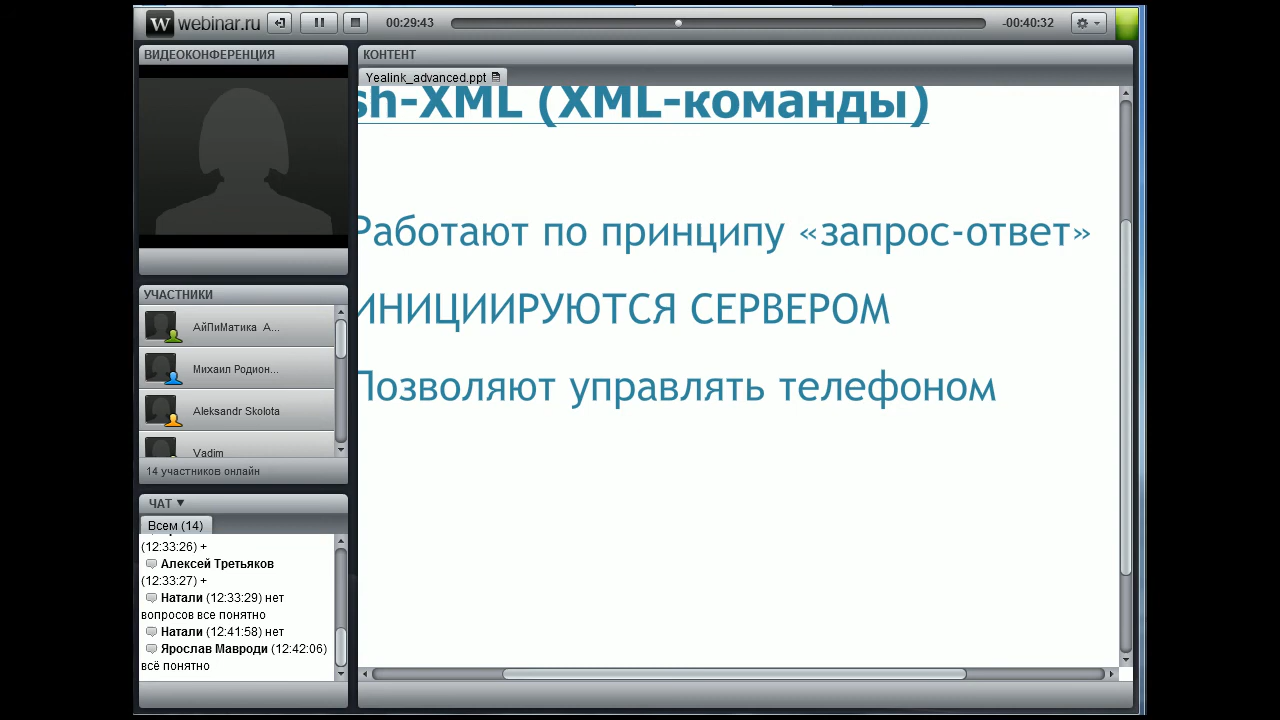 W webinar.ru
00:29:43
-00:40:32
ВИДЕОКОНФЕРЕНЦИЯ
УЧАСТНИКИ
АйПиМатика А...
Михаил Родион...
Aleksandr Skolota
Vadim
14 участников онлайн
ЧАТ
Всем (14)
(12:33:26) +
Алексей Третьяков
(12:33:27) +
Натали (12:33:29) нет
вопросов все понятно
Натали (12:41:58) нет
Ярослав Мавроди (12:42:06)
всё понятно
КОНТЕНТ
Yealink_advanced.ppt
sh-XML (XML-команды)
Работают по принципу «запрос-ответ»
ИНИЦИИРУЮТСЯ СЕРВЕРОМ
Позволяют управлять телефоном